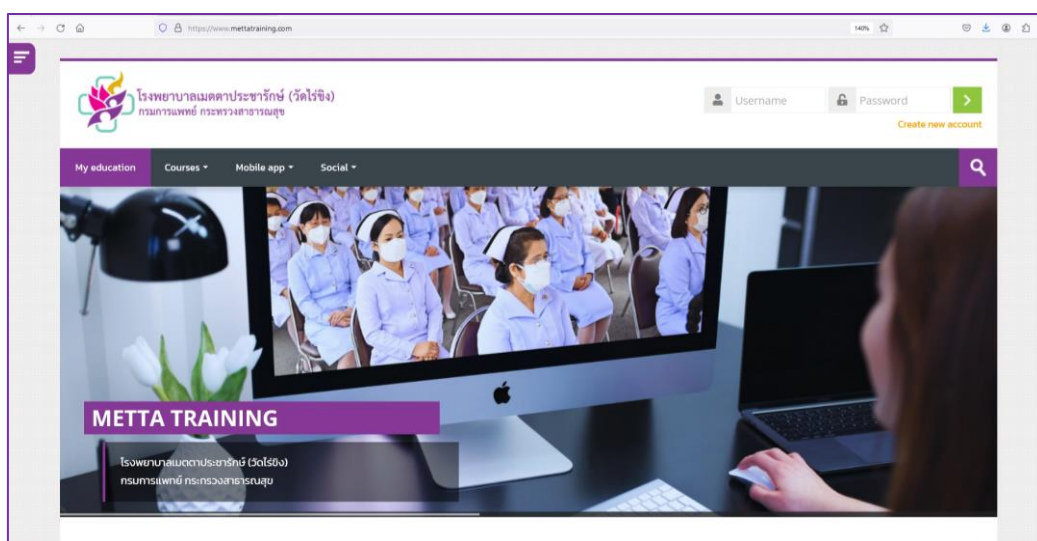 https://www.mettatraining.com
140%
โรงพยาบาลเมตตาประชารักษ์ (วัดไร่ขิง)
กรมการแพทย์ กระทรวงสาธารณสุข
Username Password
Create new account
My education Courses Mobile app Social
METTA TRAINING
โรงพยาบาลเมตตาประชารักษ์ (วัดไร่ขิง)
กรมการแพทย์ กระทรวงสาธารณสุข